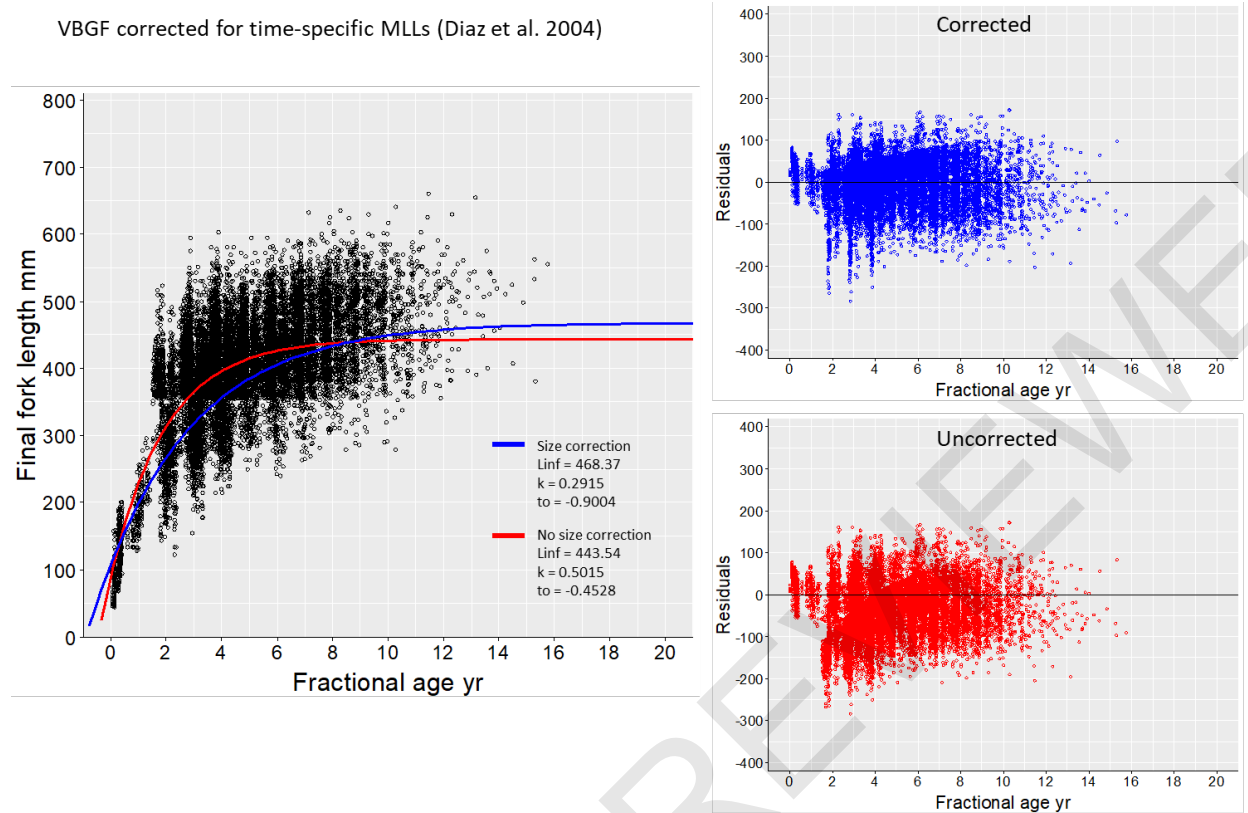 VBGF corrected for time-specific MLLs (Diaz et al. 2004)
800
700
600
500
400
300
200
100
0
Final fork length mm
0 2 4 6 8 10 12 14 16 18 20
Fractional age yr
Size correction
Linf = 468.37
k = 0.2915
to = -0.9004
No size correction
Linf = 443.54
k = 0.5015
to = -0.4528
Corrected
400
300
200
100
0
-100
-200
-300
-400
Residuals
0 2 4 6 8 10 12 14 16 18 20
Fractional age yr
Uncorrected
400
300
200
100
0
-100
-200
-300
-400
Residuals
0 2 4 6 8 10 12 14 16 18 20
Fractional age yr
REVIEWE